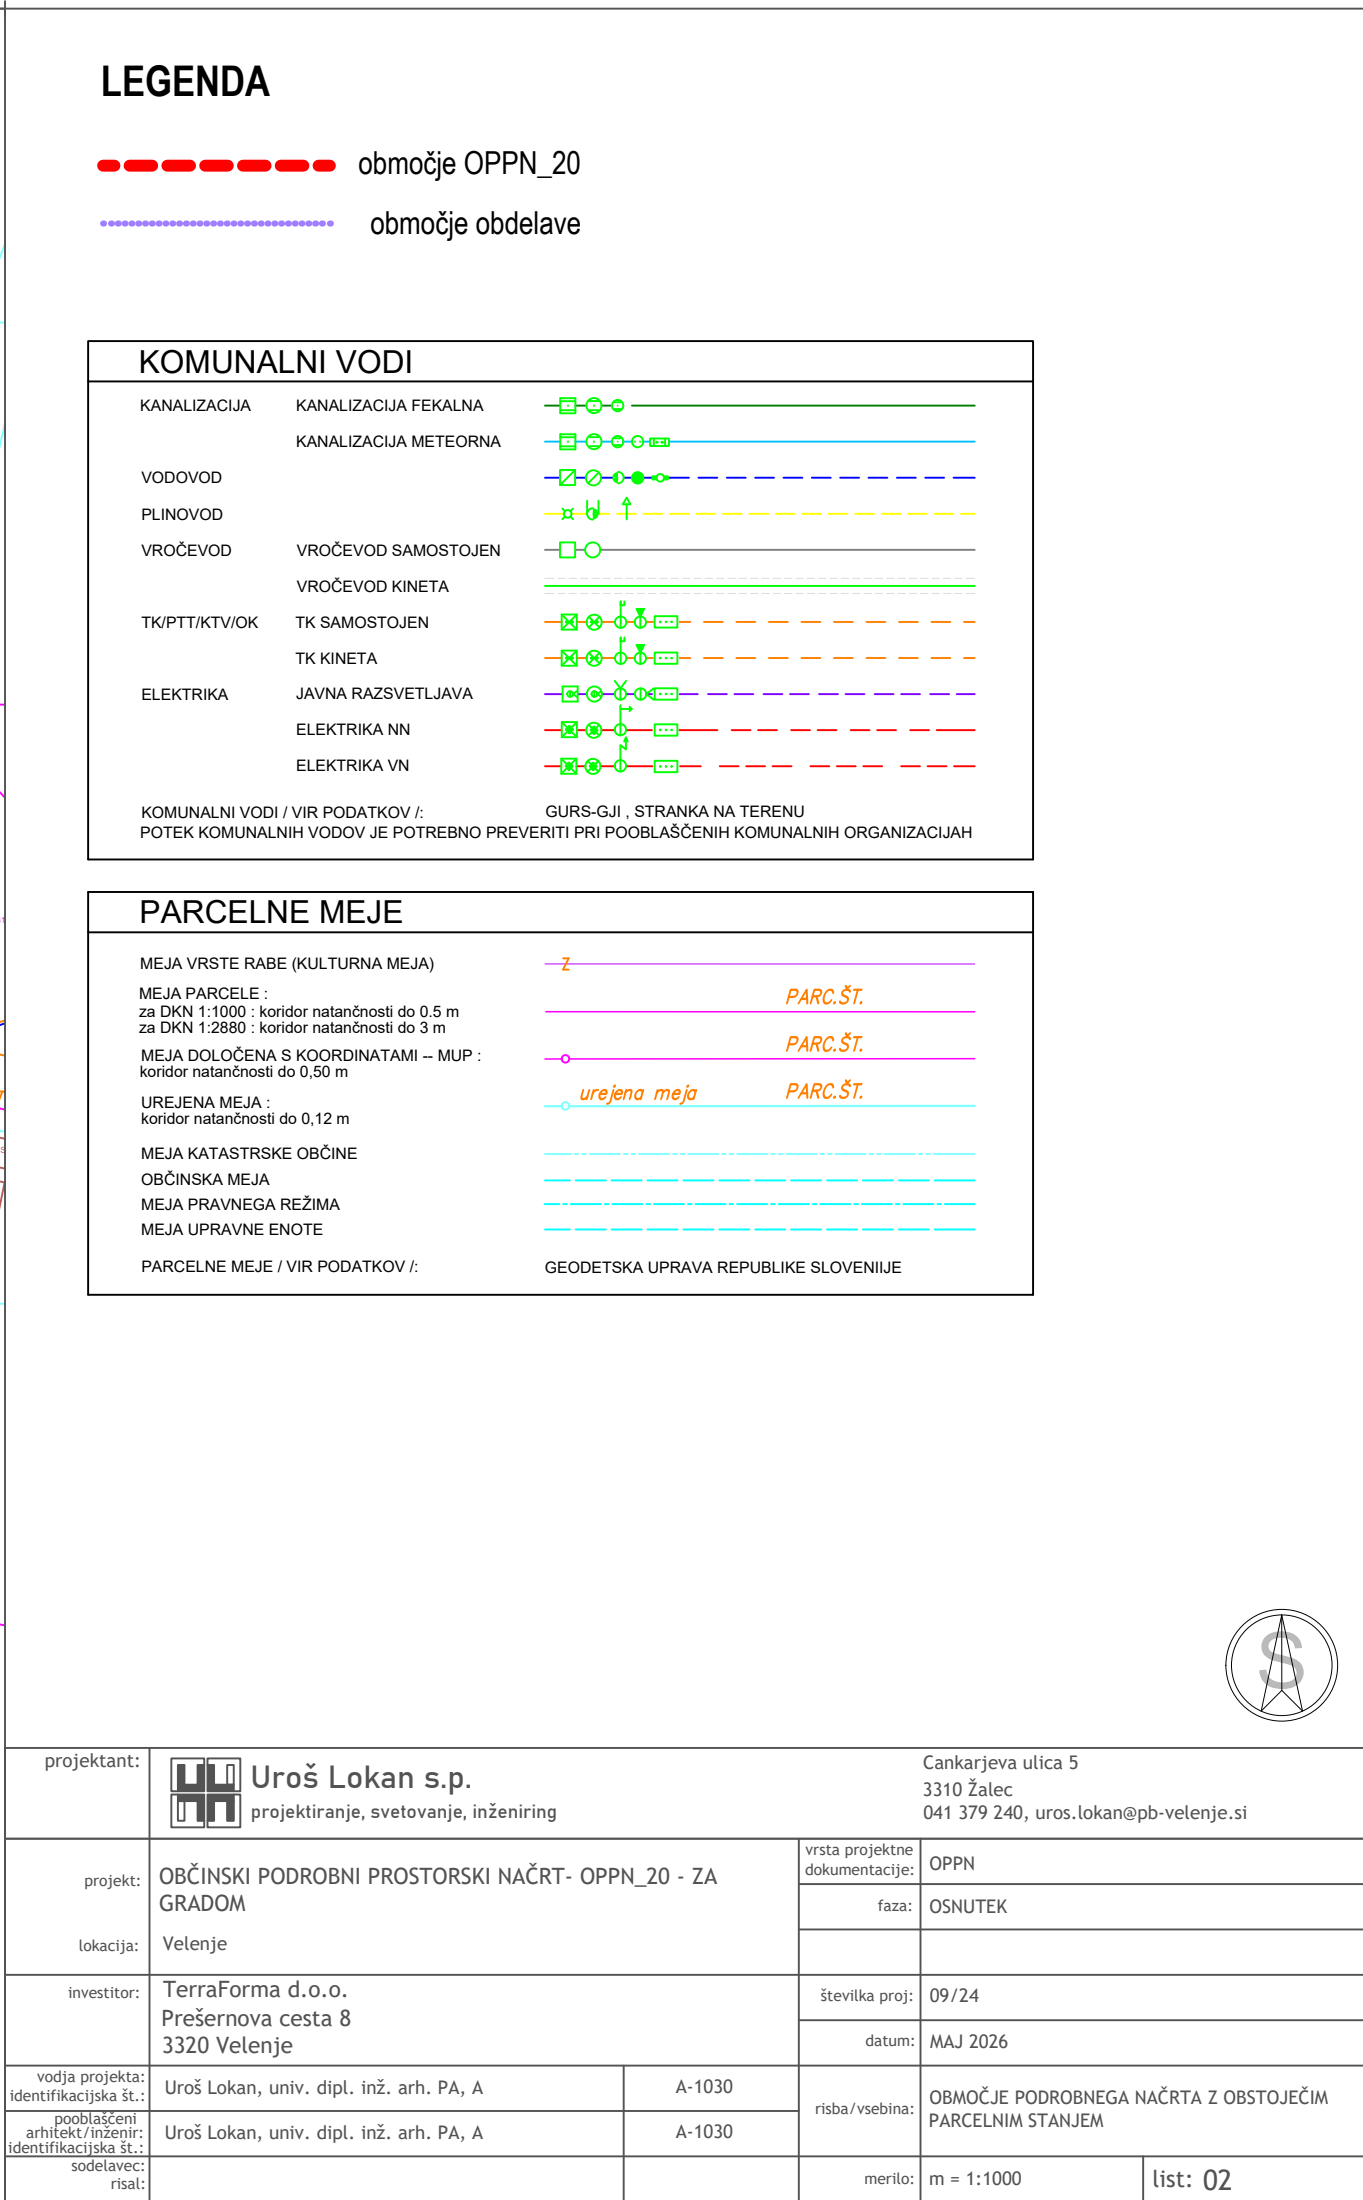 LEGENDA
območje OPPN_20
območje obdelave
KOMUNALNI VODI
KANALIZACIJA KANALIZACIJA FEKALNA
KANALIZACIJA METEORNA
VODOVOD
PLINOVOD
VROČEVOD VROČEVOD SAMOSTOJEN
VROČEVOD KINETA
TK/PTT/KTV/OK TK SAMOSTOJEN
TK KINETA
ELEKTRIKA JAVNA RAZSVETLJAVA
ELEKTRIKA NN
ELEKTRIKA VN
KOMUNALNI VODI / VIR PODATKOV /: GURS-GJI , STRANKA NA TERENU
POTEK KOMUNALNIH VODOV JE POTREBNO PREVERITI PRI POOBLAŠČENIH KOMUNALNIH ORGANIZACIJAH
PARCELNE MEJE
MEJA VRSTE RABE (KULTURNA MEJA) Z
MEJA PARCELE : PARC.ŠT.
za DKN 1:1000 : koridor natančnosti do 0.5 m
za DKN 1:2880 : koridor natančnosti do 3 m
MEJA DOLOČENA S KOORDINATAMI -- MUP : PARC.ŠT.
koridor natančnosti do 0,50 m
UREJENA MEJA : urejena meja PARC.ŠT.
koridor natančnosti do 0,12 m
MEJA KATASTRSKE OBČINE
OBČINSKA MEJA
MEJA PRAVNEGA REŽIMA
MEJA UPRAVNE ENOTE
PARCELNE MEJE / VIR PODATKOV /: GEODETSKA UPRAVA REPUBLIKE SLOVENIIJE
S
projektant: Uroš Lokan s.p.
projektiranje, svetovanje, inženiring
Cankarjeva ulica 5
3310 Žalec
041 379 240, uros.lokan@pb-velenje.si
projekt: OBČINSKI PODROBNI PROSTORSKI NAČRT- OPPN_20 - ZA
GRADOM
lokacija: Velenje
vrsta projektne
dokumentacije: OPPN
faza: OSNUTEK
investitor: TerraForma d.o.o.
Prešernova cesta 8
3320 Velenje
številka proj: 09/24
datum: MAJ 2026
vodja projekta:
identifikacijska št.: Uroš Lokan, univ. dipl. inž. arh. PA, A A-1030
pooblaščeni
arhitekt/inženir:
identifikacijska št.: Uroš Lokan, univ. dipl. inž. arh. PA, A A-1030
sodelavec:
risal:
risba/vsebina: OBMOČJE PODROBNEGA NAČRTA Z OBSTOJEČIM
PARCELNIM STANJEM
merilo: m = 1:1000 list: 02